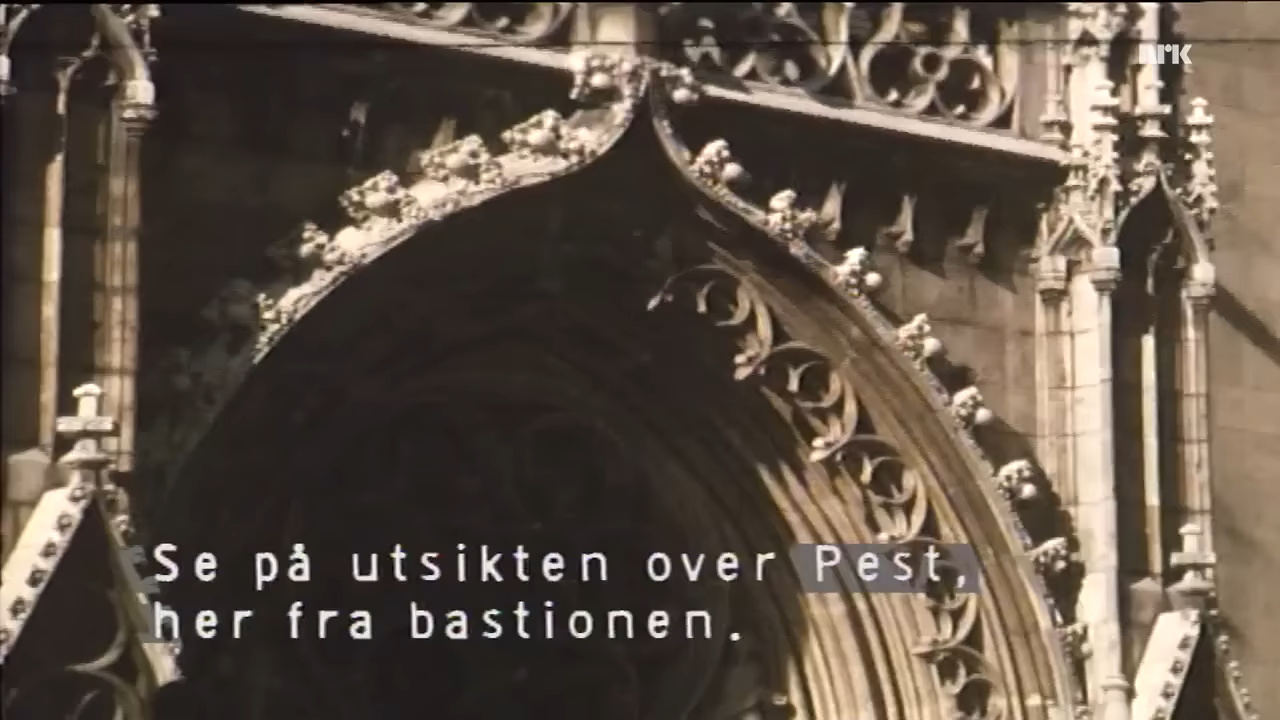 NRK
Se på utsikten over Pest,
her fra bastionen.